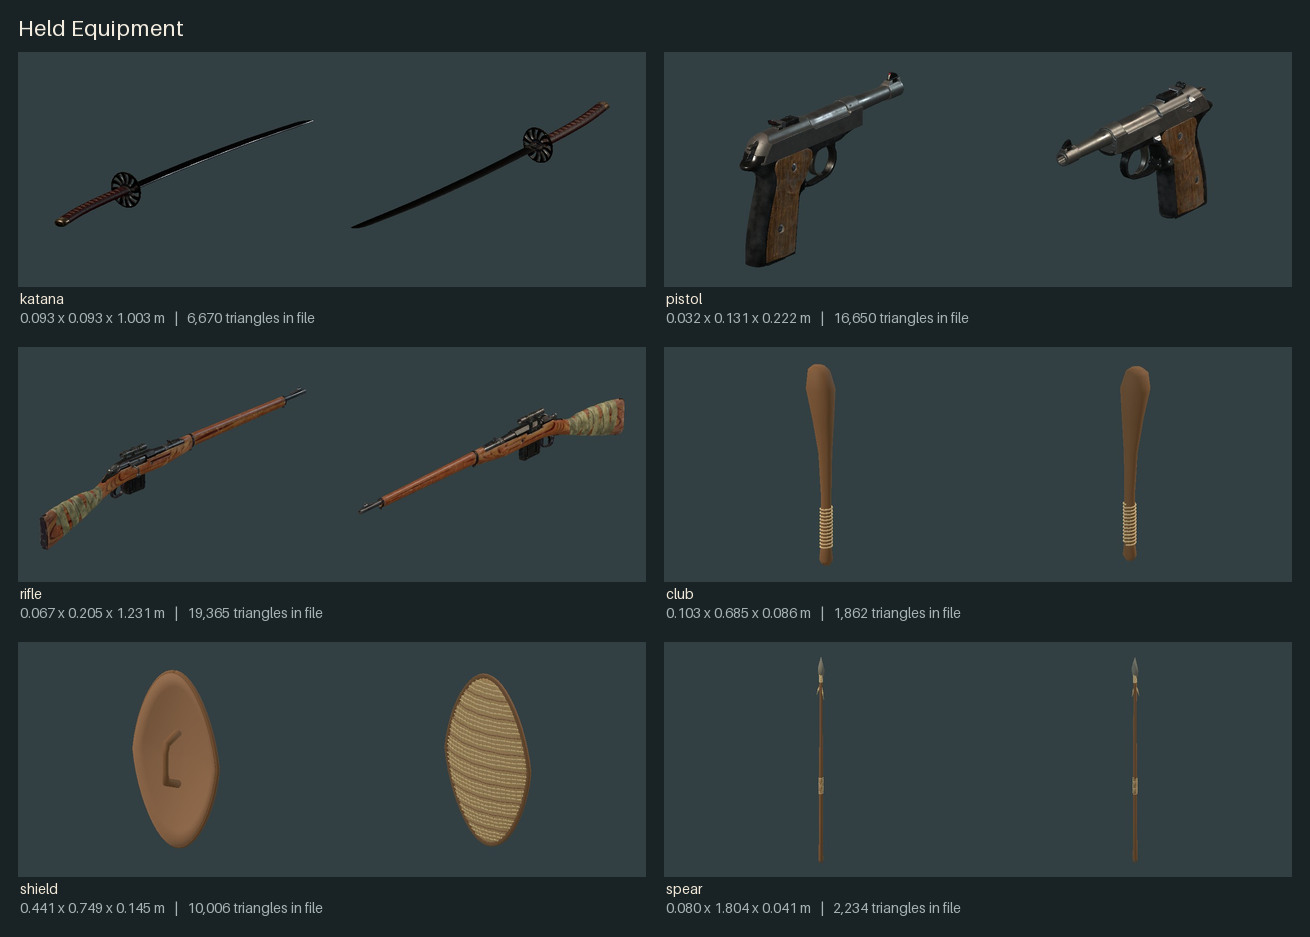 Held Equipment
katana
0.093 x 0.093 x 1.003 m | 6,670 triangles in file
pistol
0.032 x 0.131 x 0.222 m | 16,650 triangles in file
rifle
0.067 x 0.205 x 1.231 m | 19,365 triangles in file
club
0.103 x 0.685 x 0.086 m | 1,862 triangles in file
shield
0.441 x 0.749 x 0.145 m | 10,006 triangles in file
spear
0.080 x 1.804 x 0.041 m | 2,234 triangles in file